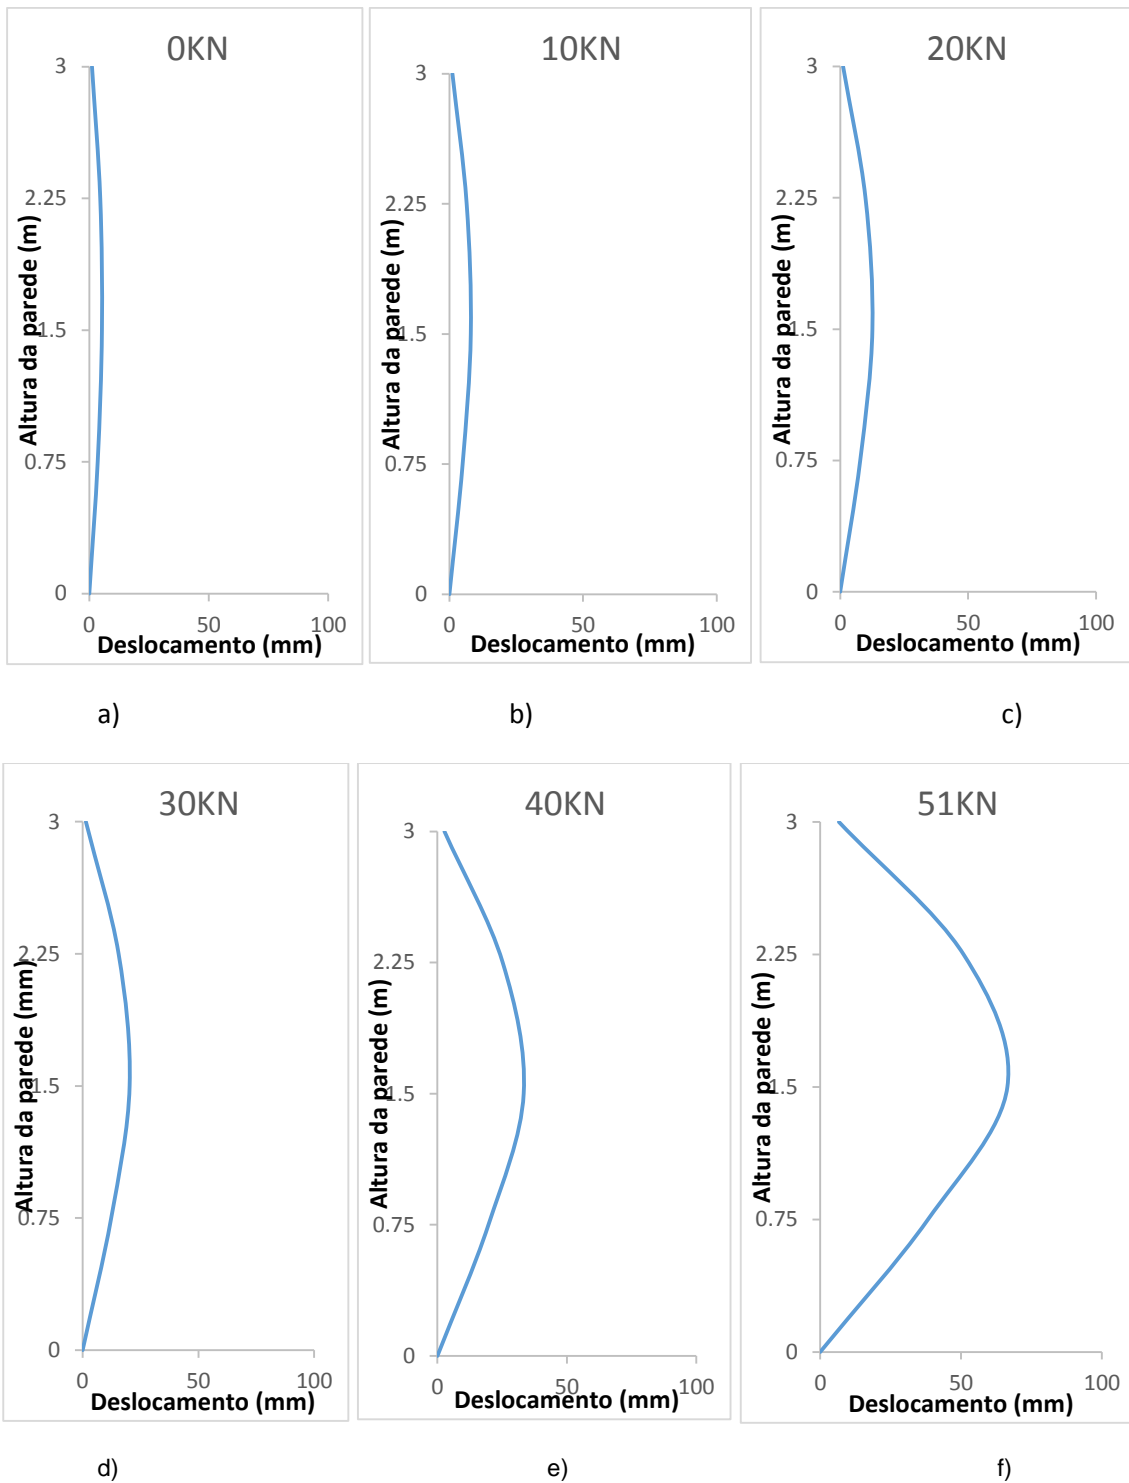 0KN
3
2.25
1.5
0.75
0
0 50 100
Altura da parede (m)
Deslocamento (mm)
a)
10KN
3
2.25
1.5
0.75
0
0 50 100
Altura da parede (m)
Deslocamento (mm)
b)
20KN
3
2.25
1.5
0.75
0
0 50 100
Altura da parede (m)
Deslocamento (mm)
c)
30KN
3
2.25
1.5
0.75
0
0 50 100
Altura da parede (mm)
Deslocamento (mm)
d)
40KN
3
2.25
1.5
0.75
0
0 50 100
Altura da parede (m)
Deslocamento (mm)
e)
51KN
3
2.25
1.5
0.75
0
0 50 100
Altura da parede (m)
Deslocamento (mm)
f)